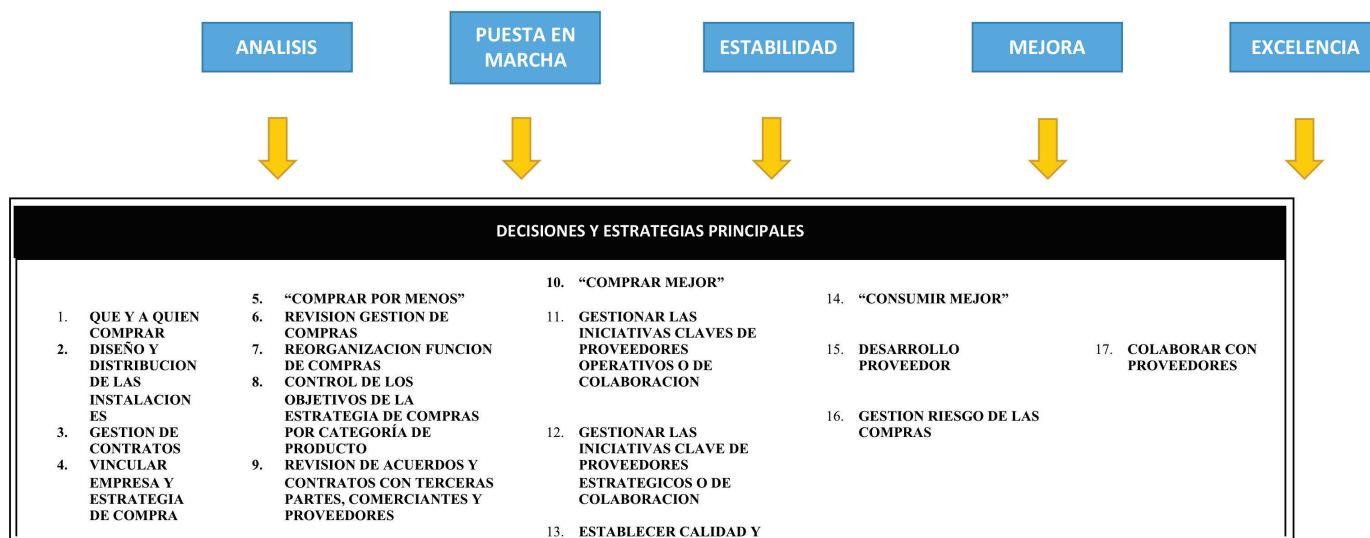 ANALISIS
PUESTA EN
MARCHA
ESTABILIDAD
MEJORA
EXCELENCIA
DECISIONES Y ESTRATEGIAS PRINCIPALES
1. QUE Y A QUIEN
COMPRAR
2. DISEÑO Y
DISTRIBUCION
DE LAS
INSTALACION
ES
3. GESTION DE
CONTRATOS
4. VINCULAR
EMPRESA Y
ESTRATEGIA
DE COMPRA
5. “COMPRAR POR MENOS”
6. REVISION GESTION DE
COMPRAS
7. REORGANIZACION FUNCION
DE COMPRAS
8. CONTROL DE LOS
OBJETIVOS DE LA
ESTRATEGIA DE COMPRAS
POR CATEGORÍA DE
PRODUCTO
9. REVISION DE ACUERDOS Y
CONTRATOS CON TERCERAS
PARTES, COMERCIANTES Y
PROVEEDORES
10. “COMPRAR MEJOR”
11. GESTIONAR LAS
INICIATIVAS CLAVES DE
PROVEEDORES
OPERATIVOS O DE
COLABORACION
12. GESTIONAR LAS
INICIATIVAS CLAVE DE
PROVEEDORES
ESTRATEGICOS O DE
COLABORACION
13. ESTABLECER CALIDAD Y
14. “CONSUMIR MEJOR”
15. DESARROLLO
PROVEEDOR
16. GESTION RIESGO DE LAS
COMPRAS
17. COLABORAR CON
PROVEEDORES